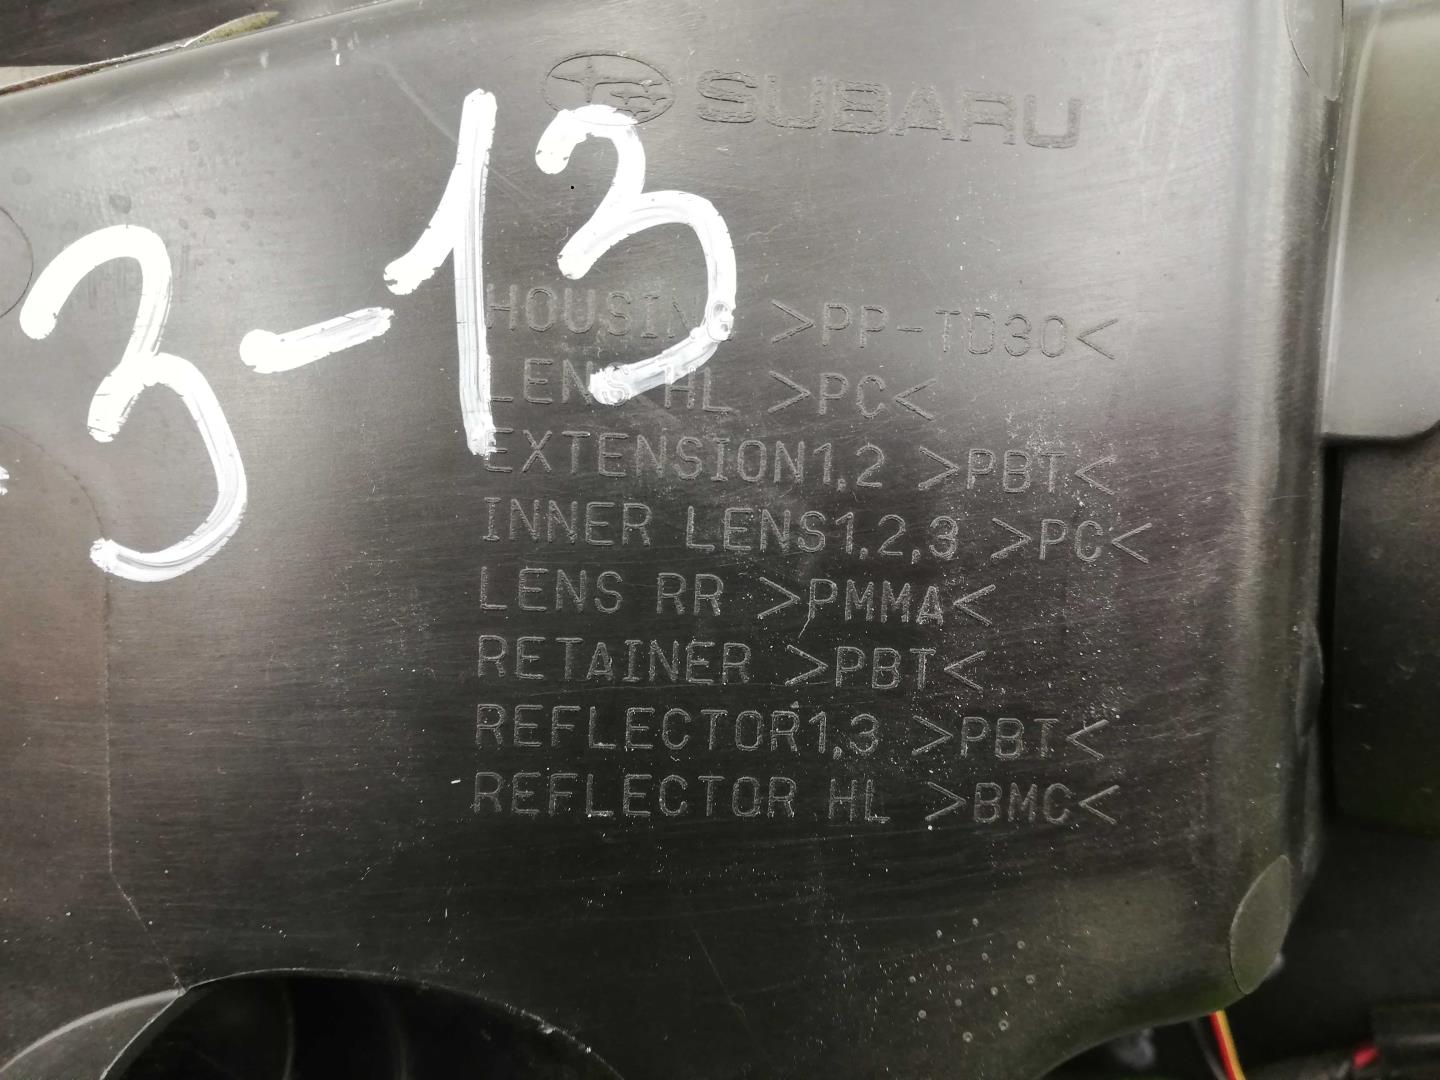 SUBARU
3-13
HOUSING >PP-TD30<
LENS HL >PC<
EXTENSION1,2 >PBT<
INNER LENS1,2,3 >PC<
LENS RR >PMMA<
RETAINER >PBT<
REFLECTOR1,3 >PBT<
REFLECTOR HL >BMC<